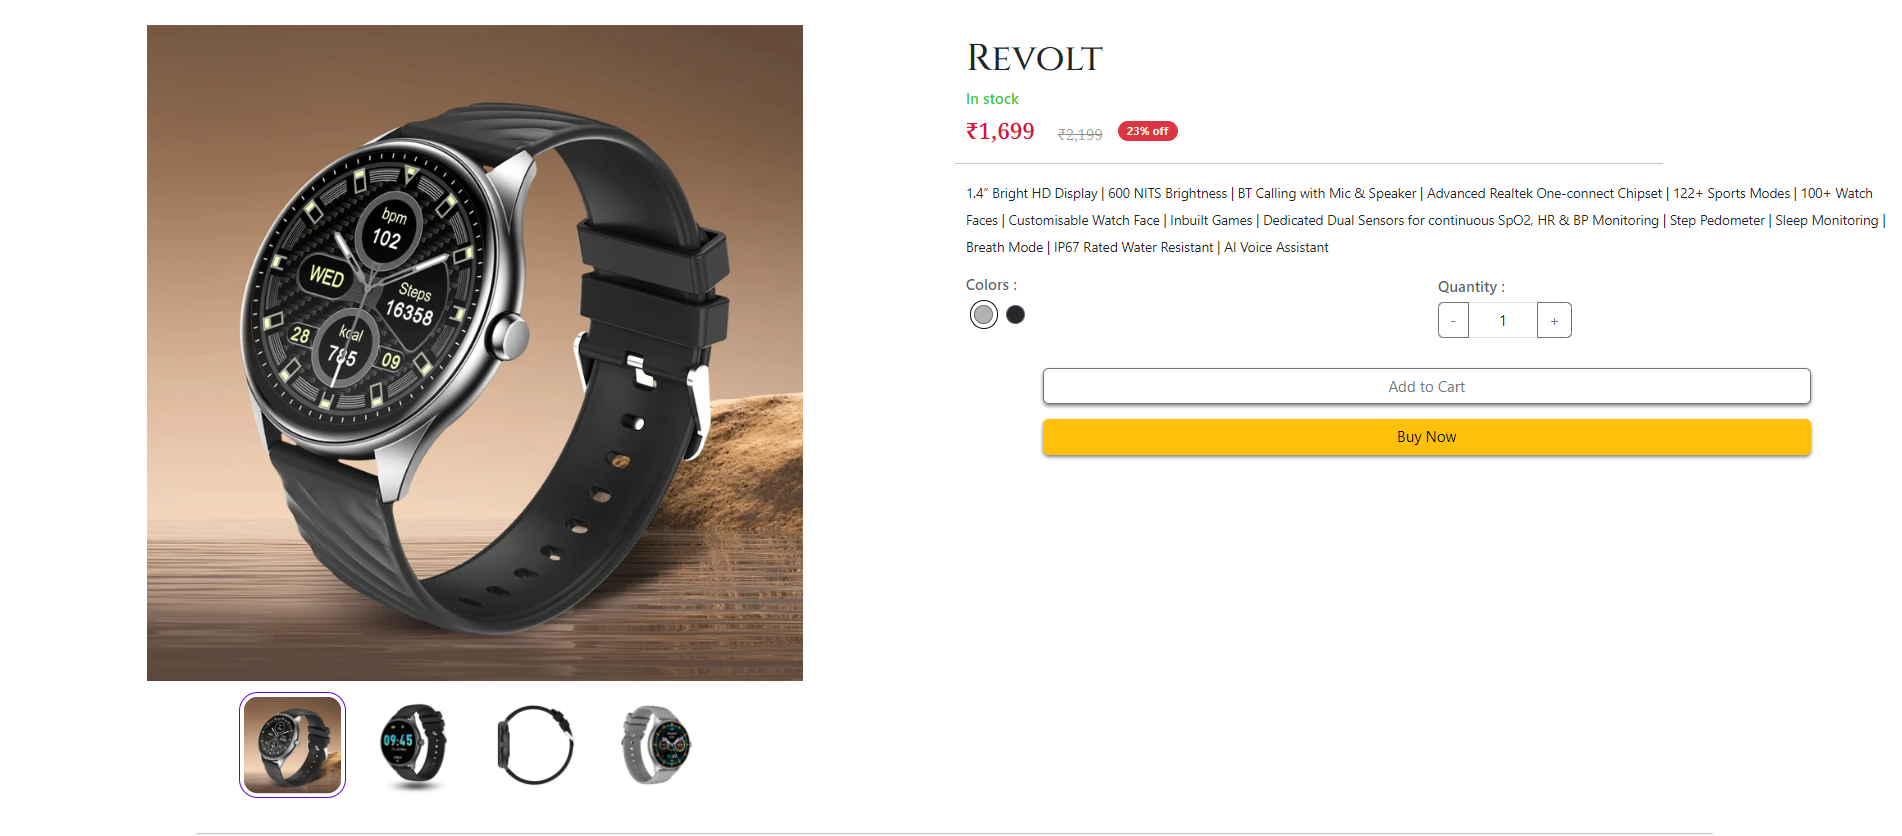 Revolt
In stock
₹1,699 ₹2,199 23% off
1.4″ Bright HD Display | 600 NITS Brightness | BT Calling with Mic & Speaker | Advanced Realtek One-connect Chipset | 122+ Sports Modes | 100+ Watch
Faces | Customisable Watch Face | Inbuilt Games | Dedicated Dual Sensors for continuous SpO2, HR & BP Monitoring | Step Pedometer | Sleep Monitoring |
Breath Mode | IP67 Rated Water Resistant | AI Voice Assistant
Colors :
Quantity :
- 1 +
Add to Cart
Buy Now
bpm
102
WED
Steps
16358
28
kcal
785
09
09:45